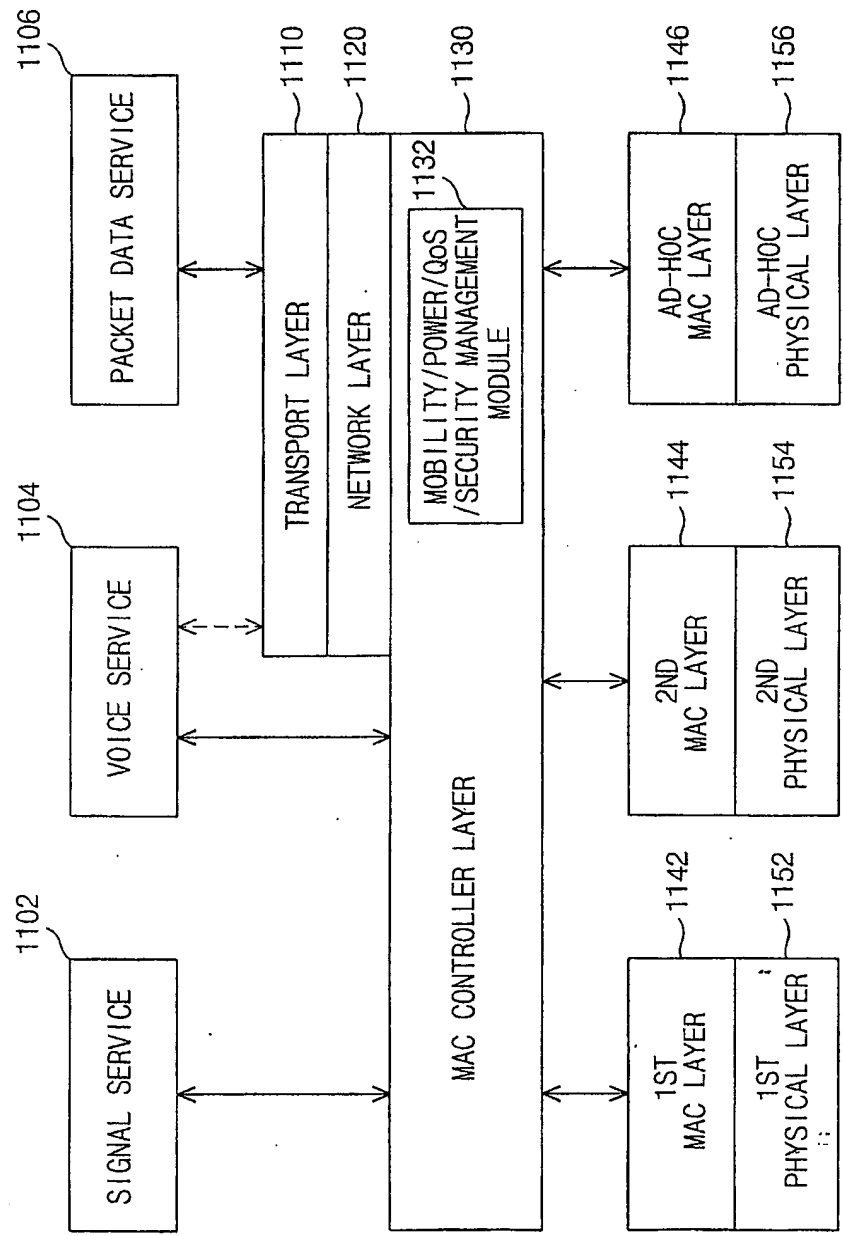 1102
SIGNAL SERVICE
1104
VOICE SERVICE
1106
PACKET DATA SERVICE
TRANSPORT LAYER
1110
NETWORK LAYER
1120
MAC CONTROLLER LAYER
1130
1132
MOBILITY/POWER/QoS
/SECURITY MANAGEMENT
MODULE
1ST
MAC LAYER
1142
1ST
PHYSICAL LAYER
1152
2ND
MAC LAYER
1144
2ND
PHYSICAL LAYER
1154
AD-HOC
MAC LAYER
1146
AD-HOC
PHYSICAL LAYER
1156